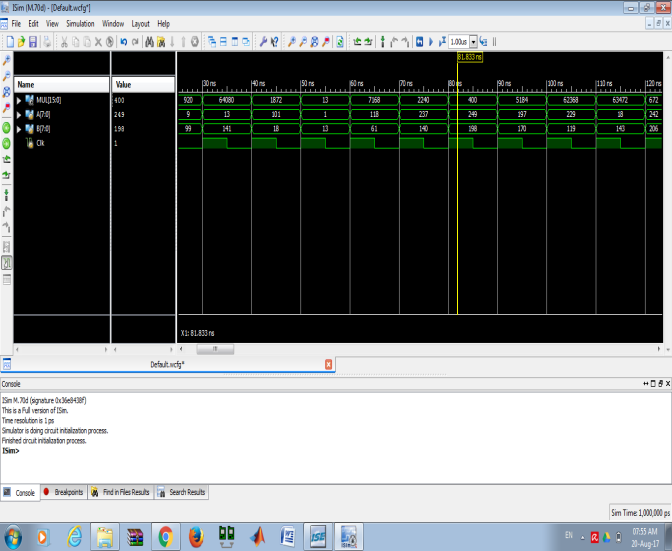 ISim (M.70d) - [Default.wcfg*]
File Edit View Simulation Window Layout Help
1.00us
81.833 ns
Name Value
30 ns 40 ns 50 ns 60 ns 70 ns 80 ns 90 ns 100 ns 110 ns 120 ns
MUL[15:0] 400 920 64080 1872 13 7168 2240 400 5184 62368 63472 672
A[7:0] 249 9 13 101 1 118 237 249 197 229 18 242
B[7:0] 198 99 141 18 13 61 140 198 170 119 143 206
Clk 1
X1: 81.833 ns
Default.wcfg*
Console
ISim M.70d (signature 0x36e8438f)
This is a Full version of ISim.
Time resolution is 1 ps
Simulator is doing circuit initialization process.
Finished circuit initialization process.
ISim>
Console Breakpoints Find in Files Results Search Results
Sim Time: 1,000,000 ps
ISE
EN 07:55 AM
20-Aug-17